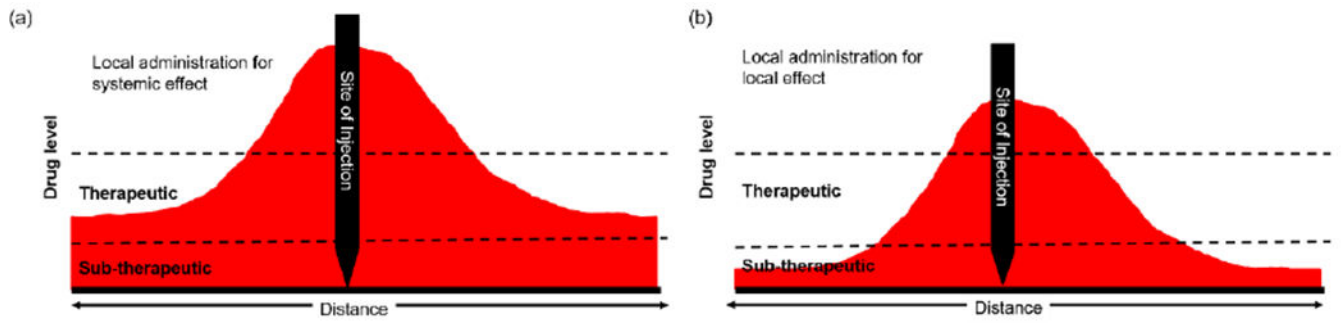 (a)
Local administration for
systemic effect
Site of Injection
Drug level
Therapeutic
Sub-therapeutic
Distance
(b)
Local administration for
local effect
Site of Injection
Drug level
Therapeutic
Sub-therapeutic
Distance